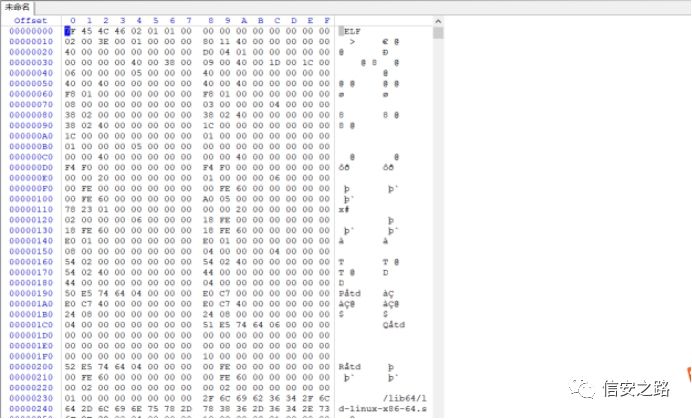 未命名
Offset 0 1 2 3 4 5 6 7 8 9 A B C D E F
00000000 7F 45 4C 46 02 01 01 00 00 00 00 00 00 00 00 00 ELF
00000010 02 00 3E 00 01 00 00 00 80 11 40 00 00 00 00 00 > € @
00000020 40 00 00 00 00 00 00 00 D0 04 01 00 00 00 00 00 @ Ð
00000030 00 00 00 00 40 00 38 00 09 00 40 00 1D 00 1C 00 @ 8 @
00000040 06 00 00 00 05 00 00 00 40 00 00 00 00 00 00 00 @
00000050 40 00 40 00 00 00 00 00 40 00 40 00 00 00 00 00 @ @ @ @
00000060 F8 01 00 00 00 00 00 00 F8 01 00 00 00 00 00 00 ø ø
00000070 08 00 00 00 00 00 00 00 03 00 00 00 04 00 00 00
00000080 38 02 00 00 00 00 00 00 38 02 40 00 00 00 00 00 8 8 @
00000090 38 02 40 00 00 00 00 00 1C 00 00 00 00 00 00 00 8 @
000000A0 1C 00 00 00 00 00 00 00 01 00 00 00 00 00 00 00
000000B0 01 00 00 00 05 00 00 00 00 00 00 00 00 00 00 00
000000C0 00 00 40 00 00 00 00 00 00 00 40 00 00 00 00 00 @ @
000000D0 F4 F0 00 00 00 00 00 00 F4 F0 00 00 00 00 00 00 ôð ôð
000000E0 00 00 20 00 00 00 00 00 01 00 00 00 06 00 00 00
000000F0 00 FE 00 00 00 00 00 00 00 FE 60 00 00 00 00 00 þ þ`
00000100 00 FE 60 00 00 00 00 00 A0 05 00 00 00 00 00 00 þ`
00000110 78 23 01 00 00 00 00 00 00 00 20 00 00 00 00 00 x#
00000120 02 00 00 00 06 00 00 00 18 FE 00 00 00 00 00 00 þ
00000130 18 FE 60 00 00 00 00 00 18 FE 60 00 00 00 00 00 þ` þ`
00000140 E0 01 00 00 00 00 00 00 E0 01 00 00 00 00 00 00 à à
00000150 08 00 00 00 00 00 00 00 04 00 00 00 04 00 00 00
00000160 54 02 00 00 00 00 00 00 54 02 40 00 00 00 00 00 T T @
00000170 54 02 40 00 00 00 00 00 44 00 00 00 00 00 00 00 T @ D
00000180 44 00 00 00 00 00 00 00 04 00 00 00 00 00 00 00 D
00000190 50 E5 74 64 04 00 00 00 E0 C7 00 00 00 00 00 00 Påtd àÇ
000001A0 E0 C7 40 00 00 00 00 00 E0 C7 40 00 00 00 00 00 àÇ@ àÇ@
000001B0 24 08 00 00 00 00 00 00 24 08 00 00 00 00 00 00 $ $
000001C0 04 00 00 00 00 00 00 00 51 E5 74 64 06 00 00 00 Qåtd
000001D0 00 00 00 00 00 00 00 00 00 00 00 00 00 00 00 00
000001E0 00 00 00 00 00 00 00 00 00 00 00 00 00 00 00 00
000001F0 00 00 00 00 00 00 00 00 10 00 00 00 00 00 00 00
00000200 52 E5 74 64 04 00 00 00 00 FE 00 00 00 00 00 00 Råtd þ
00000210 00 FE 60 00 00 00 00 00 00 FE 60 00 00 00 00 00 þ` þ`
00000220 00 02 00 00 00 00 00 00 00 02 00 00 00 00 00 00
00000230 01 00 00 00 00 00 00 00 2F 6C 69 62 36 34 2F 6C /lib64/l
00000240 64 2D 6C 69 6E 75 78 2D 78 38 36 2D 36 34 2E 73 d-linux-x86-64.s
信安之路